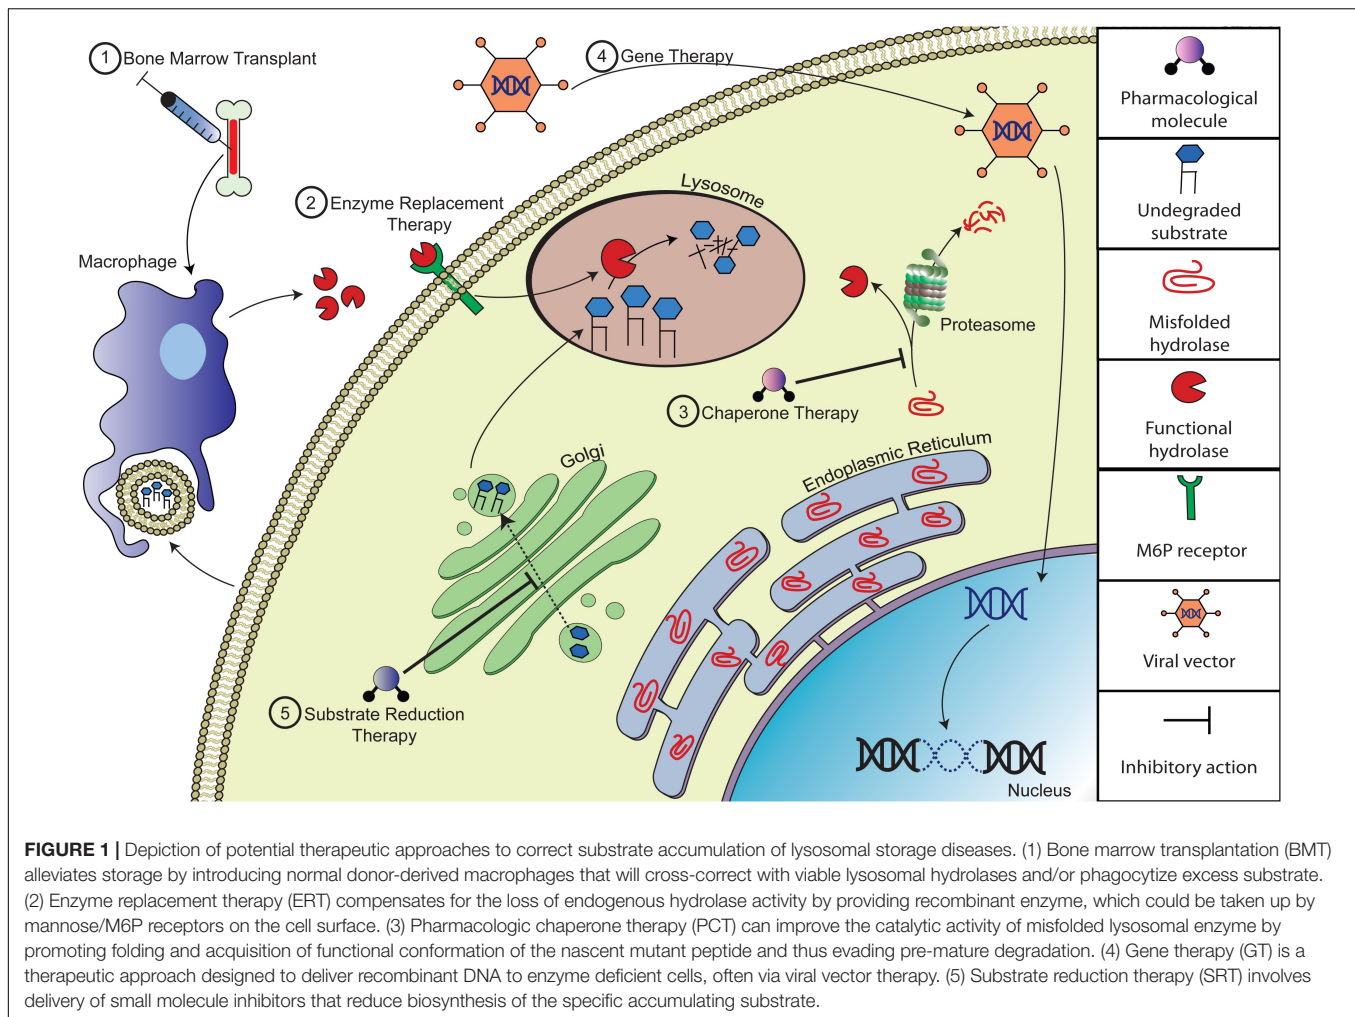 1 Bone Marrow Transplant
4 Gene Therapy
2 Enzyme Replacement
Therapy
Macrophage
Lysosome
Proteasome
3 Chaperone Therapy
Golgi
Endoplasmic Reticulum
5 Substrate Reduction
Therapy
Nucleus
Pharmacological
molecule
Undegraded
substrate
Misfolded
hydrolase
Functional
hydrolase
M6P receptor
Viral vector
Inhibitory action
FIGURE 1 | Depiction of potential therapeutic approaches to correct substrate accumulation of lysosomal storage diseases. (1) Bone marrow transplantation (BMT)
alleviates storage by introducing normal donor-derived macrophages that will cross-correct with viable lysosomal hydrolases and/or phagocytize excess substrate.
(2) Enzyme replacement therapy (ERT) compensates for the loss of endogenous hydrolase activity by providing recombinant enzyme, which could be taken up by
mannose/M6P receptors on the cell surface. (3) Pharmacologic chaperone therapy (PCT) can improve the catalytic activity of misfolded lysosomal enzyme by
promoting folding and acquisition of functional conformation of the nascent mutant peptide and thus evading pre-mature degradation. (4) Gene therapy (GT) is a
therapeutic approach designed to deliver recombinant DNA to enzyme deficient cells, often via viral vector therapy. (5) Substrate reduction therapy (SRT) involves
delivery of small molecule inhibitors that reduce biosynthesis of the specific accumulating substrate.